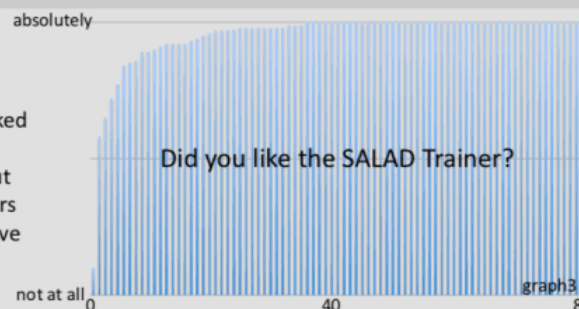 absolutely
Did you like the SALAD Trainer?
graph3
not at all
0
40